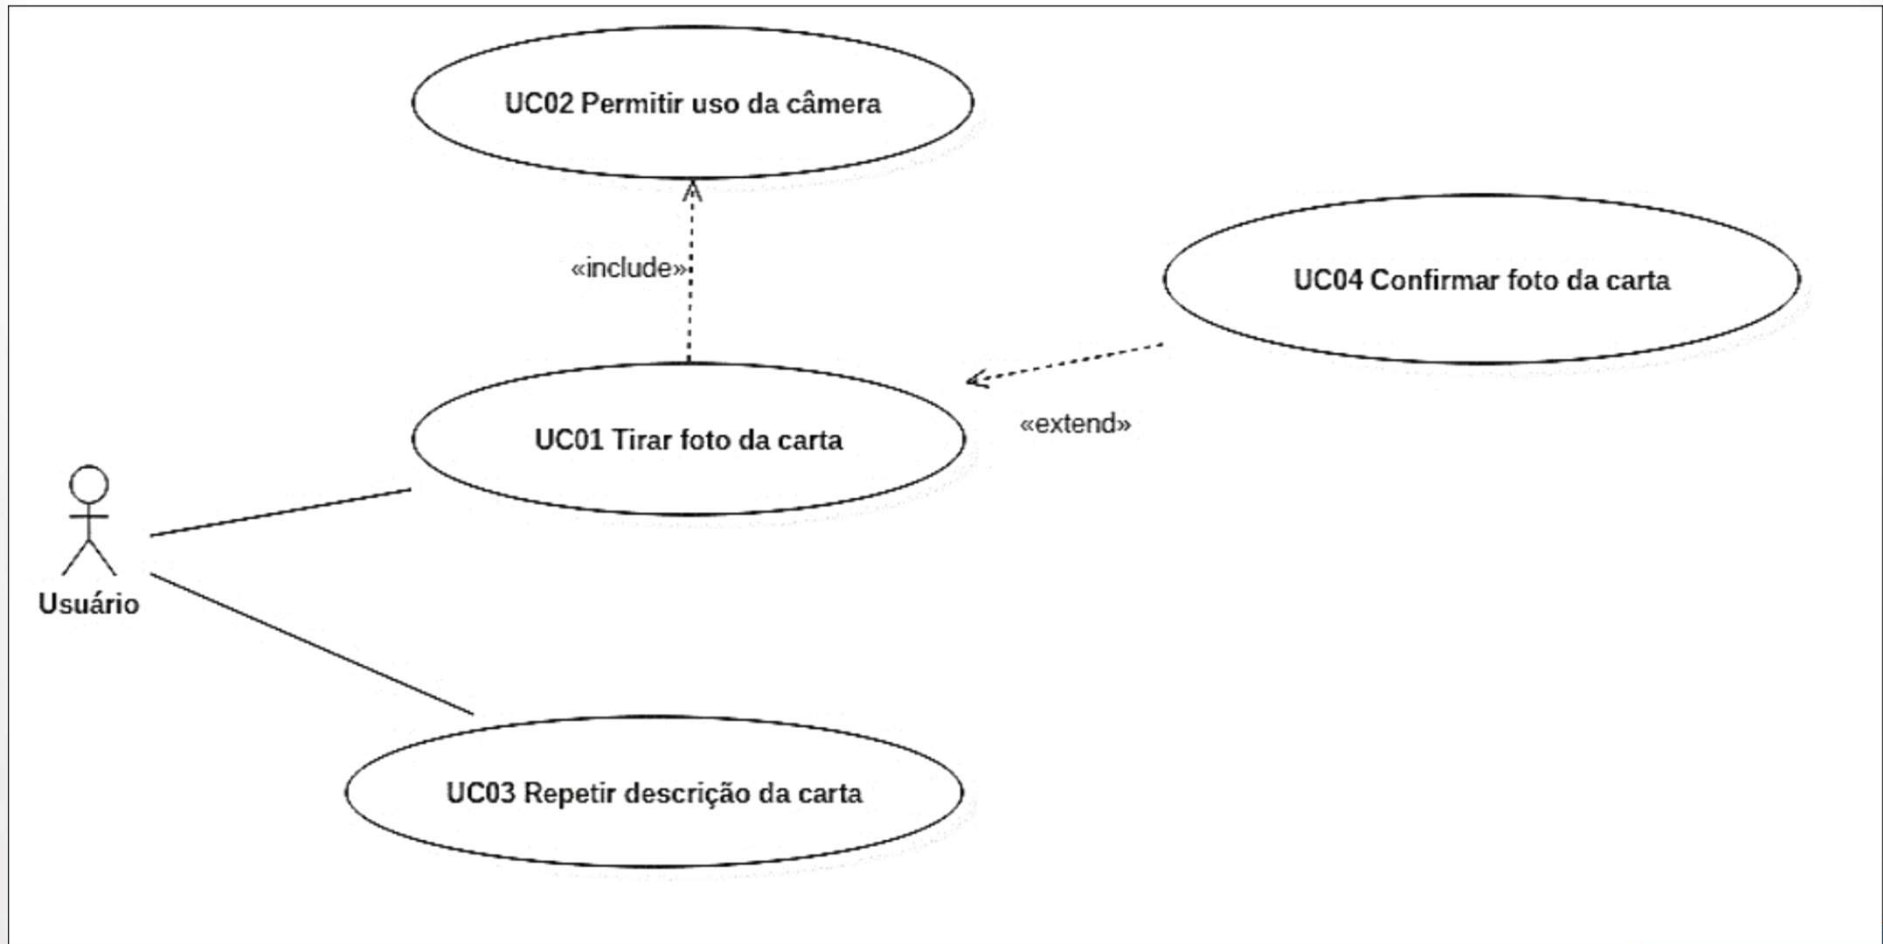 UC02 Permitir uso da câmera
«include»
UC04 Confirmar foto da carta
«extend»
UC01 Tirar foto da carta
Usuário
UC03 Repetir descrição da carta